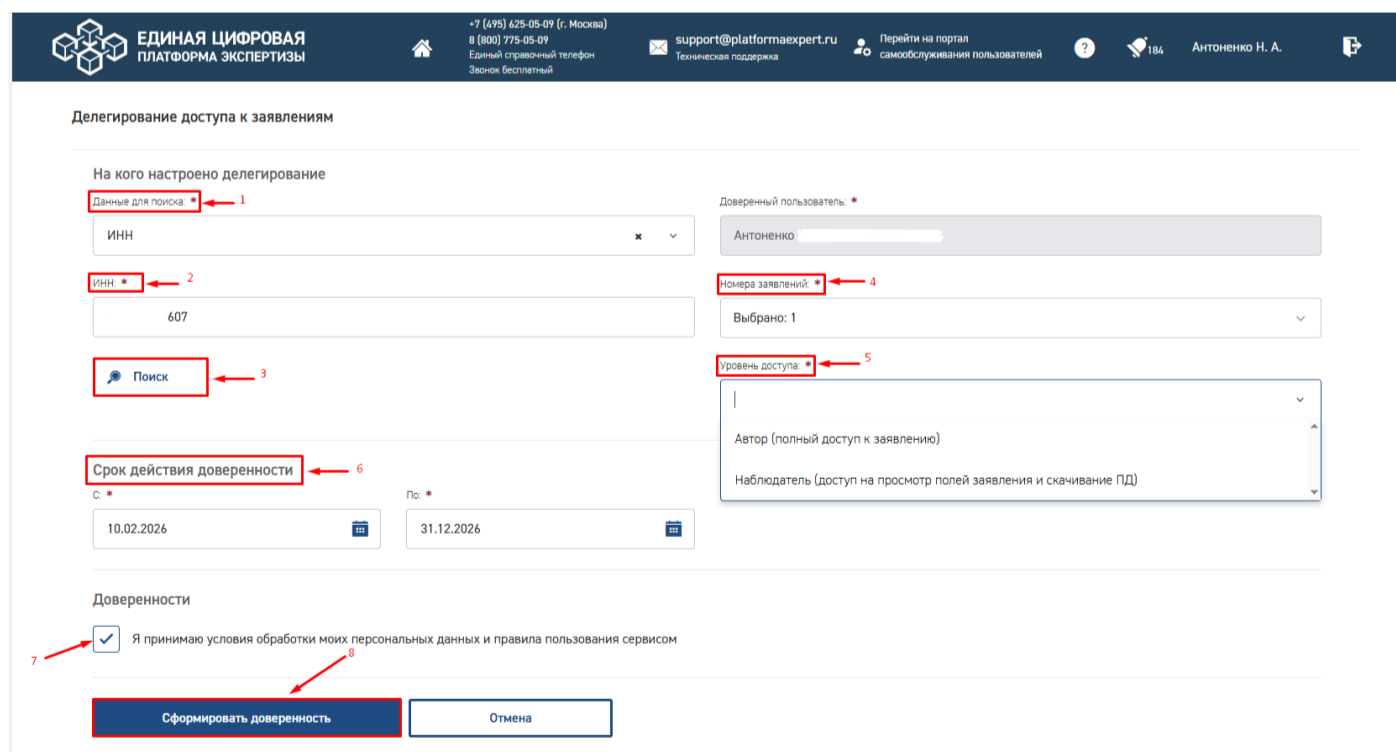 ЕДИНАЯ ЦИФРОВАЯ
ПЛАТФОРМА ЭКСПЕРТИЗЫ
+7 (495) 625-05-09 (г. Москва)
8 (800) 775-05-09
Единый справочный телефон
Звонок бесплатный
support@platformaexpert.ru
Техническая поддержка
Перейти на портал
самообслуживания пользователей
?
184
Антоненко Н. А.
Делегирование доступа к заявлениям
На кого настроено делегирование
Данные для поиска: *
1
Доверенный пользователь: *
ИНН
Антоненко
ИНН: *
2
Номера заявлений: *
4
607
Выбрано: 1
Поиск
3
Уровень доступа: *
5
Автор (полный доступ к заявлению)
Наблюдатель (доступ на просмотр полей заявления и скачивание ПД)
Срок действия доверенности
6
С: *
По: *
10.02.2026
31.12.2026
Доверенности
Я принимаю условия обработки моих персональных данных и правила пользования сервисом
7
8
Сформировать доверенность
Отмена